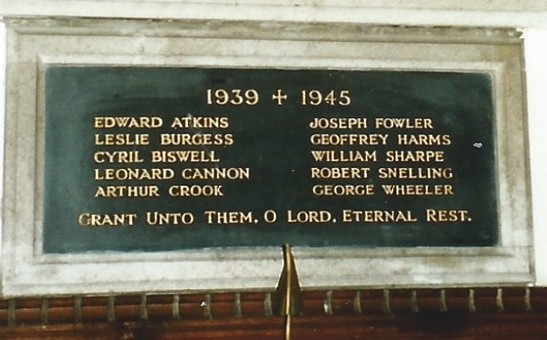 1939 ✢ 1945
EDWARD ATKINS
LESLIE BURGESS
CYRIL BISWELL
LEONARD CANNON
ARTHUR CROOK
JOSEPH FOWLER
GEOFFREY HARMS
WILLIAM SHARPE
ROBERT SNELLING
GEORGE WHEELER
GRANT UNTO THEM, O LORD, ETERNAL REST.